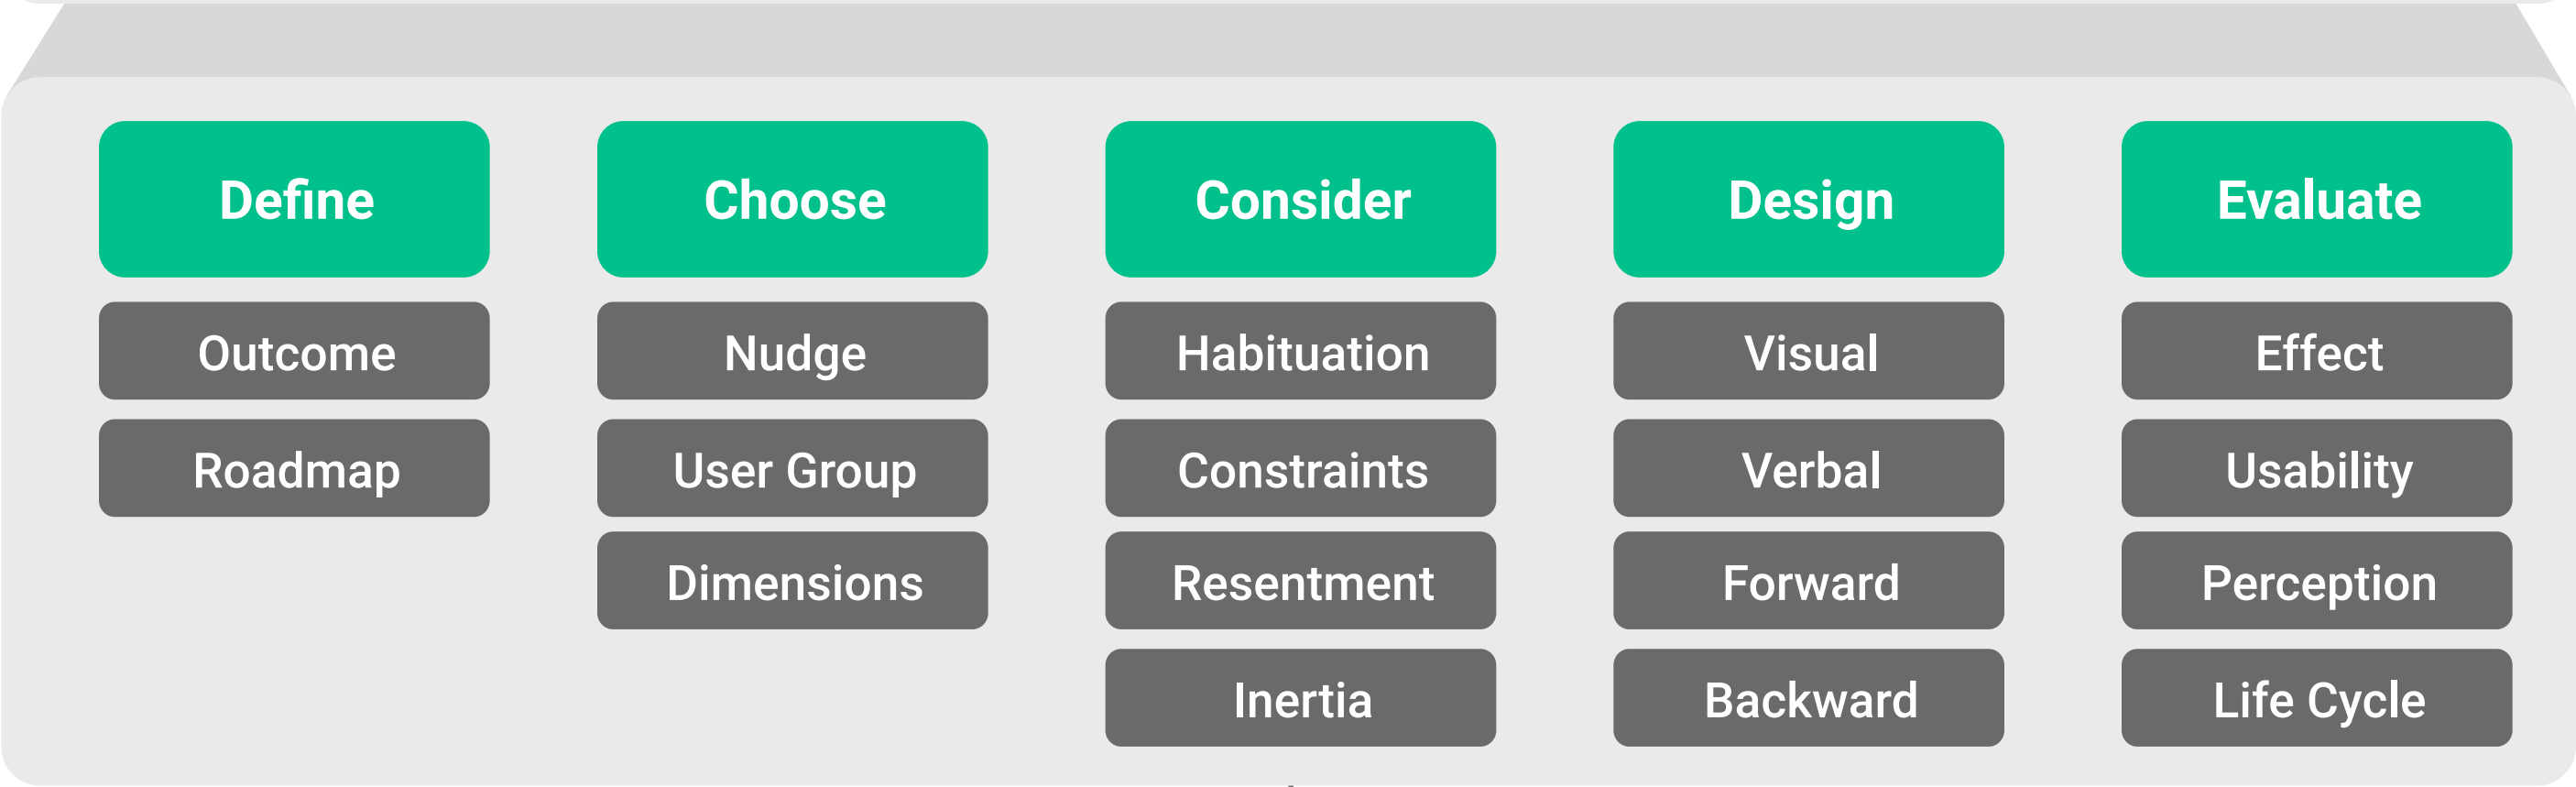 Define
Outcome
Roadmap
Choose
Nudge
User Group
Dimensions
Consider
Habituation
Constraints
Resentment
Inertia
Design
Visual
Verbal
Forward
Backward
Evaluate
Effect
Usability
Perception
Life Cycle